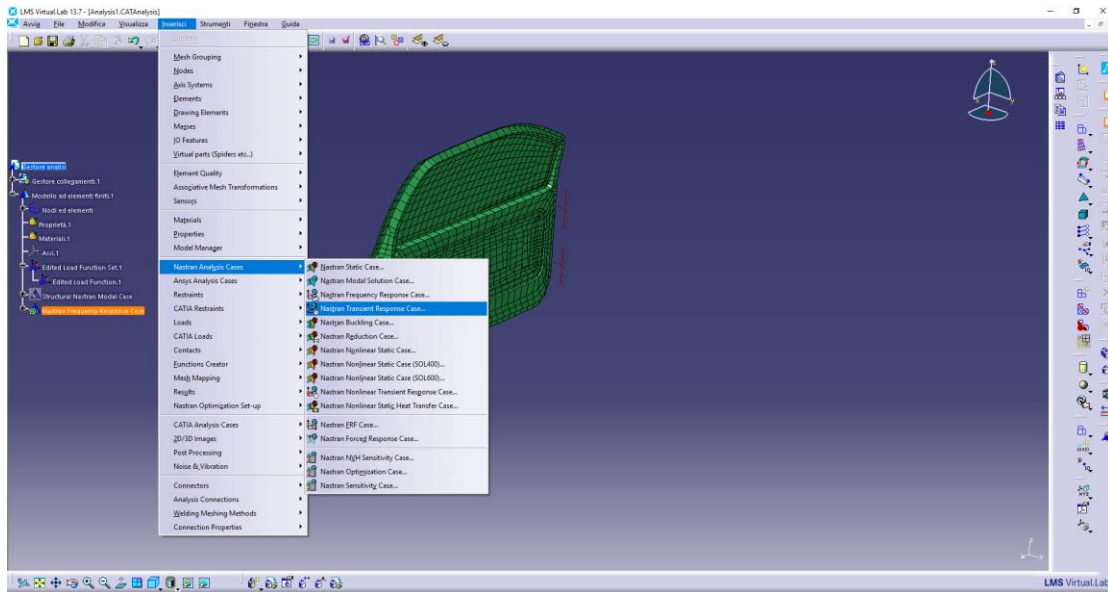 LMS Virtual.Lab 13.7 - [Analysis1.CATAnalysis]
Avvia File Modifica Visualizza Inserisci Strumenti Finestra Guida
Mesh Grouping
Nodes
Axis Systems
Elements
Drawing Elements
Masses
JO Features
Virtual parts (Spiders etc..)
Element Quality
Associative Mesh Transformations
Sensors
Materials
Properties
Model Manager
Nastran Analysis Cases
Ansys Analysis Cases
Restraints
CATIA Restraints
Loads
CATIA Loads
Contacts
Functions Creator
Mesh Mapping
Results
Nastran Optimization Set-up
CATIA Analysis Cases
2D/3D Images
Post Processing
Noise & Vibration
Connectors
Analysis Connections
Welding Meshing Methods
Connection Properties
Nastran Static Case...
Nastran Modal Solution Case...
Nastran Frequency Response Case...
Nastran Transient Response Case...
Nastran Buckling Case...
Nastran Reduction Case...
Nastran Nonlinear Static Case...
Nastran Nonlinear Static Case (SOL400)...
Nastran Nonlinear Static Case (SOL600)...
Nastran Nonlinear Transient Response Case...
Nastran Nonlinear Static Heat Transfer Case...
Nastran ERF Case...
Nastran Forced Response Case...
Nastran NVH Sensitivity Case...
Nastran Optimization Case...
Nastran Sensitivity Case...
Gestore analisi
Gestore collegamenti.1
Modello ad elementi finiti.1
Nodi ed elementi
Proprietà.1
Materiali.1
Assi.1
Edited Load Function Set.1
Edited Load Function.1
Structural Nastran Modal Case
Nastran Frequency Response Case
LMS Virtual.Lab